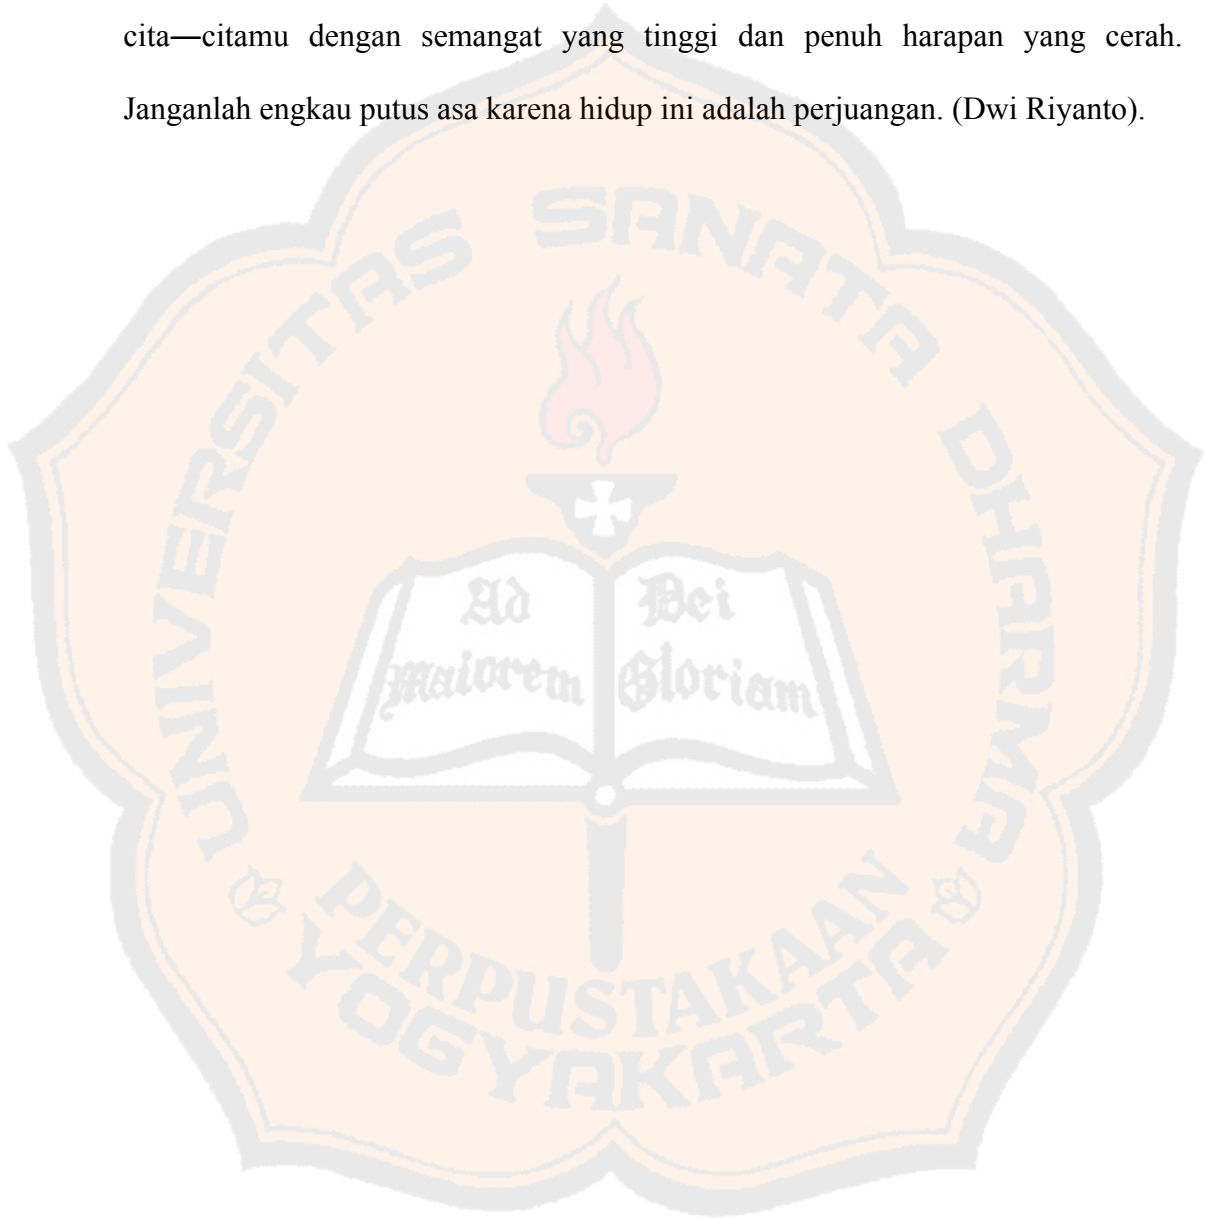 cita—citamu dengan semangat yang tinggi dan penuh harapan yang cerah.
Janganlah engkau putus asa karena hidup ini adalah perjuangan. (Dwi Riyanto).
UNIVERSITAS SANATA DHARMA
Ad Dei
Maiorem Gloriam
PERPUSTAKAAN
YOGYAKARTA